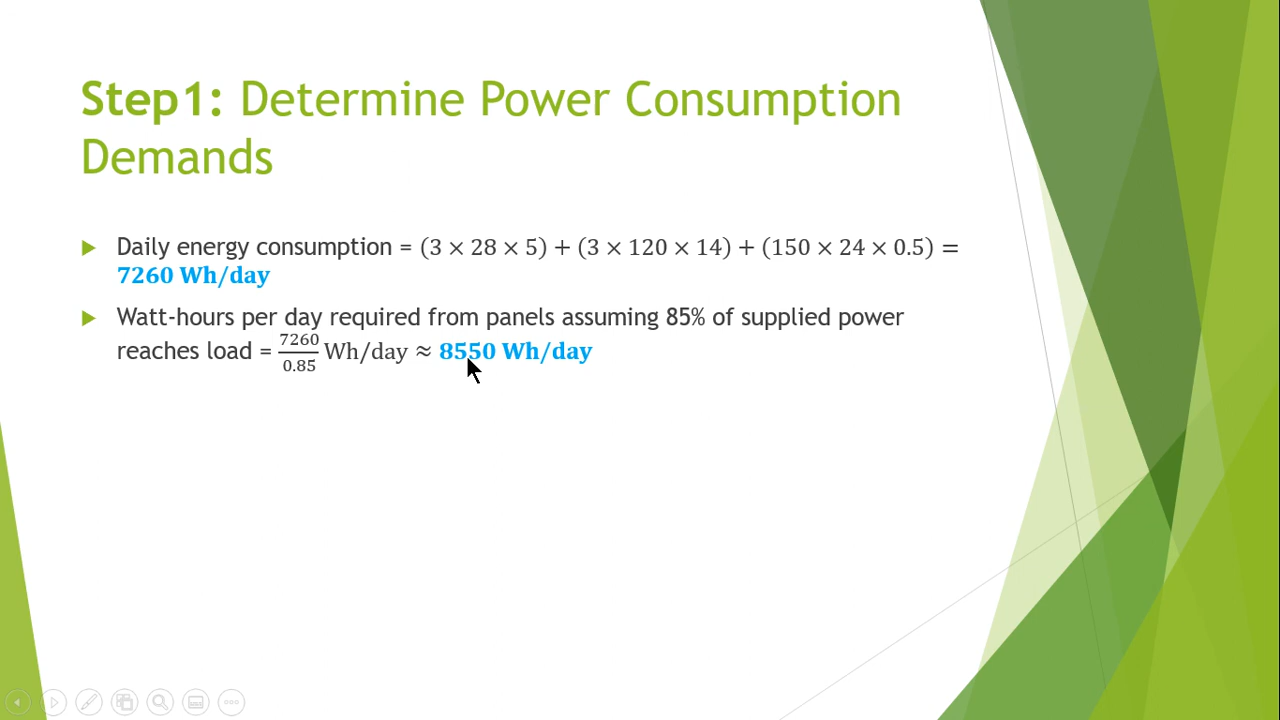 Step1: Determine Power Consumption
Demands
Daily energy consumption = (3 × 28 × 5) + (3 × 120 × 14) + (150 × 24 × 0.5) =
7260 Wh/day
Watt-hours per day required from panels assuming 85% of supplied power
reaches load = 7260/0.85 Wh/day ≈ 8550 Wh/day